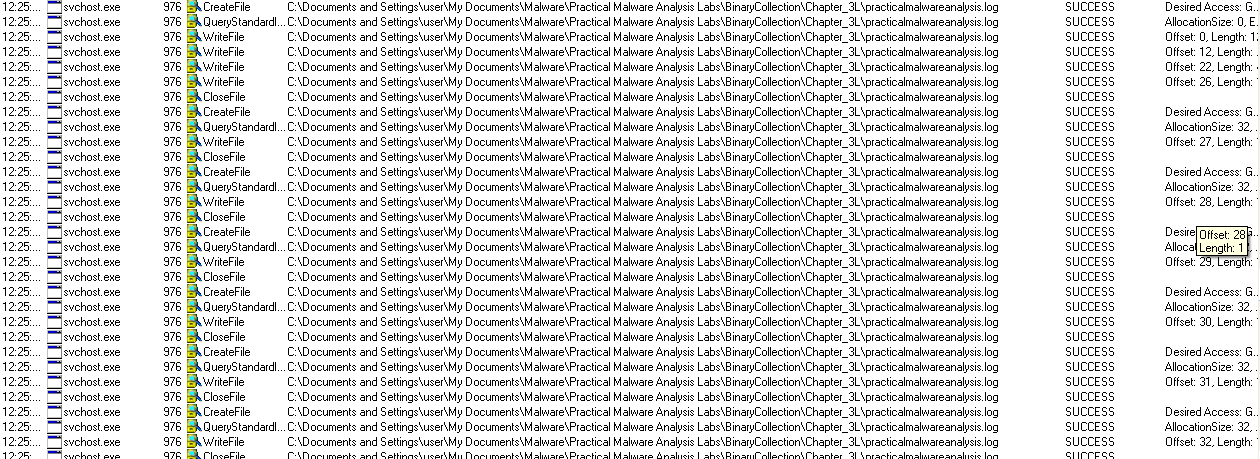 12:25:... svchost.exe 976 CreateFile C:\Documents and Settings\user\My Documents\Malware\Practical Malware Analysis Labs\BinaryCollection\Chapter_3L\practicalmalwareanalysis.log SUCCESS Desired Access: G...
12:25:... svchost.exe 976 QueryStandardI... C:\Documents and Settings\user\My Documents\Malware\Practical Malware Analysis Labs\BinaryCollection\Chapter_3L\practicalmalwareanalysis.log SUCCESS AllocationSize: 0, E...
12:25:... svchost.exe 976 WriteFile C:\Documents and Settings\user\My Documents\Malware\Practical Malware Analysis Labs\BinaryCollection\Chapter_3L\practicalmalwareanalysis.log SUCCESS Offset: 0, Length: 12
12:25:... svchost.exe 976 WriteFile C:\Documents and Settings\user\My Documents\Malware\Practical Malware Analysis Labs\BinaryCollection\Chapter_3L\practicalmalwareanalysis.log SUCCESS Offset: 12, Length:
12:25:... svchost.exe 976 WriteFile C:\Documents and Settings\user\My Documents\Malware\Practical Malware Analysis Labs\BinaryCollection\Chapter_3L\practicalmalwareanalysis.log SUCCESS Offset: 22, Length:
12:25:... svchost.exe 976 WriteFile C:\Documents and Settings\user\My Documents\Malware\Practical Malware Analysis Labs\BinaryCollection\Chapter_3L\practicalmalwareanalysis.log SUCCESS Offset: 26, Length:
12:25:... svchost.exe 976 CloseFile C:\Documents and Settings\user\My Documents\Malware\Practical Malware Analysis Labs\BinaryCollection\Chapter_3L\practicalmalwareanalysis.log SUCCESS
12:25:... svchost.exe 976 CreateFile C:\Documents and Settings\user\My Documents\Malware\Practical Malware Analysis Labs\BinaryCollection\Chapter_3L\practicalmalwareanalysis.log SUCCESS Desired Access: G...
12:25:... svchost.exe 976 QueryStandardI... C:\Documents and Settings\user\My Documents\Malware\Practical Malware Analysis Labs\BinaryCollection\Chapter_3L\practicalmalwareanalysis.log SUCCESS AllocationSize: 32,...
12:25:... svchost.exe 976 WriteFile C:\Documents and Settings\user\My Documents\Malware\Practical Malware Analysis Labs\BinaryCollection\Chapter_3L\practicalmalwareanalysis.log SUCCESS Offset: 27, Length:
12:25:... svchost.exe 976 CloseFile C:\Documents and Settings\user\My Documents\Malware\Practical Malware Analysis Labs\BinaryCollection\Chapter_3L\practicalmalwareanalysis.log SUCCESS
12:25:... svchost.exe 976 CreateFile C:\Documents and Settings\user\My Documents\Malware\Practical Malware Analysis Labs\BinaryCollection\Chapter_3L\practicalmalwareanalysis.log SUCCESS Desired Access: G...
12:25:... svchost.exe 976 QueryStandardI... C:\Documents and Settings\user\My Documents\Malware\Practical Malware Analysis Labs\BinaryCollection\Chapter_3L\practicalmalwareanalysis.log SUCCESS AllocationSize: 32,...
12:25:... svchost.exe 976 WriteFile C:\Documents and Settings\user\My Documents\Malware\Practical Malware Analysis Labs\BinaryCollection\Chapter_3L\practicalmalwareanalysis.log SUCCESS Offset: 28, Length:
12:25:... svchost.exe 976 CloseFile C:\Documents and Settings\user\My Documents\Malware\Practical Malware Analysis Labs\BinaryCollection\Chapter_3L\practicalmalwareanalysis.log SUCCESS
12:25:... svchost.exe 976 CreateFile C:\Documents and Settings\user\My Documents\Malware\Practical Malware Analysis Labs\BinaryCollection\Chapter_3L\practicalmalwareanalysis.log SUCCESS Desire
Offset: 28
12:25:... svchost.exe 976 QueryStandardI... C:\Documents and Settings\user\My Documents\Malware\Practical Malware Analysis Labs\BinaryCollection\Chapter_3L\practicalmalwareanalysis.log SUCCESS Alloca
Length: 1
12:25:... svchost.exe 976 WriteFile C:\Documents and Settings\user\My Documents\Malware\Practical Malware Analysis Labs\BinaryCollection\Chapter_3L\practicalmalwareanalysis.log SUCCESS Offset: 29, Length:
12:25:... svchost.exe 976 CloseFile C:\Documents and Settings\user\My Documents\Malware\Practical Malware Analysis Labs\BinaryCollection\Chapter_3L\practicalmalwareanalysis.log SUCCESS
12:25:... svchost.exe 976 CreateFile C:\Documents and Settings\user\My Documents\Malware\Practical Malware Analysis Labs\BinaryCollection\Chapter_3L\practicalmalwareanalysis.log SUCCESS Desired Access: G...
12:25:... svchost.exe 976 QueryStandardI... C:\Documents and Settings\user\My Documents\Malware\Practical Malware Analysis Labs\BinaryCollection\Chapter_3L\practicalmalwareanalysis.log SUCCESS AllocationSize: 32,...
12:25:... svchost.exe 976 WriteFile C:\Documents and Settings\user\My Documents\Malware\Practical Malware Analysis Labs\BinaryCollection\Chapter_3L\practicalmalwareanalysis.log SUCCESS Offset: 30, Length:
12:25:... svchost.exe 976 CloseFile C:\Documents and Settings\user\My Documents\Malware\Practical Malware Analysis Labs\BinaryCollection\Chapter_3L\practicalmalwareanalysis.log SUCCESS
12:25:... svchost.exe 976 CreateFile C:\Documents and Settings\user\My Documents\Malware\Practical Malware Analysis Labs\BinaryCollection\Chapter_3L\practicalmalwareanalysis.log SUCCESS Desired Access: G...
12:25:... svchost.exe 976 QueryStandardI... C:\Documents and Settings\user\My Documents\Malware\Practical Malware Analysis Labs\BinaryCollection\Chapter_3L\practicalmalwareanalysis.log SUCCESS AllocationSize: 32,...
12:25:... svchost.exe 976 WriteFile C:\Documents and Settings\user\My Documents\Malware\Practical Malware Analysis Labs\BinaryCollection\Chapter_3L\practicalmalwareanalysis.log SUCCESS Offset: 31, Length:
12:25:... svchost.exe 976 CloseFile C:\Documents and Settings\user\My Documents\Malware\Practical Malware Analysis Labs\BinaryCollection\Chapter_3L\practicalmalwareanalysis.log SUCCESS
12:25:... svchost.exe 976 CreateFile C:\Documents and Settings\user\My Documents\Malware\Practical Malware Analysis Labs\BinaryCollection\Chapter_3L\practicalmalwareanalysis.log SUCCESS Desired Access: G...
12:25:... svchost.exe 976 QueryStandardI... C:\Documents and Settings\user\My Documents\Malware\Practical Malware Analysis Labs\BinaryCollection\Chapter_3L\practicalmalwareanalysis.log SUCCESS AllocationSize: 32,...
12:25:... svchost.exe 976 WriteFile C:\Documents and Settings\user\My Documents\Malware\Practical Malware Analysis Labs\BinaryCollection\Chapter_3L\practicalmalwareanalysis.log SUCCESS Offset: 32, Length:
12:25:... svchost.exe 976 CloseFile C:\Documents and Settings\user\My Documents\Malware\Practical Malware Analysis Labs\BinaryCollection\Chapter_3L\practicalmalwareanalysis.log SUCCESS